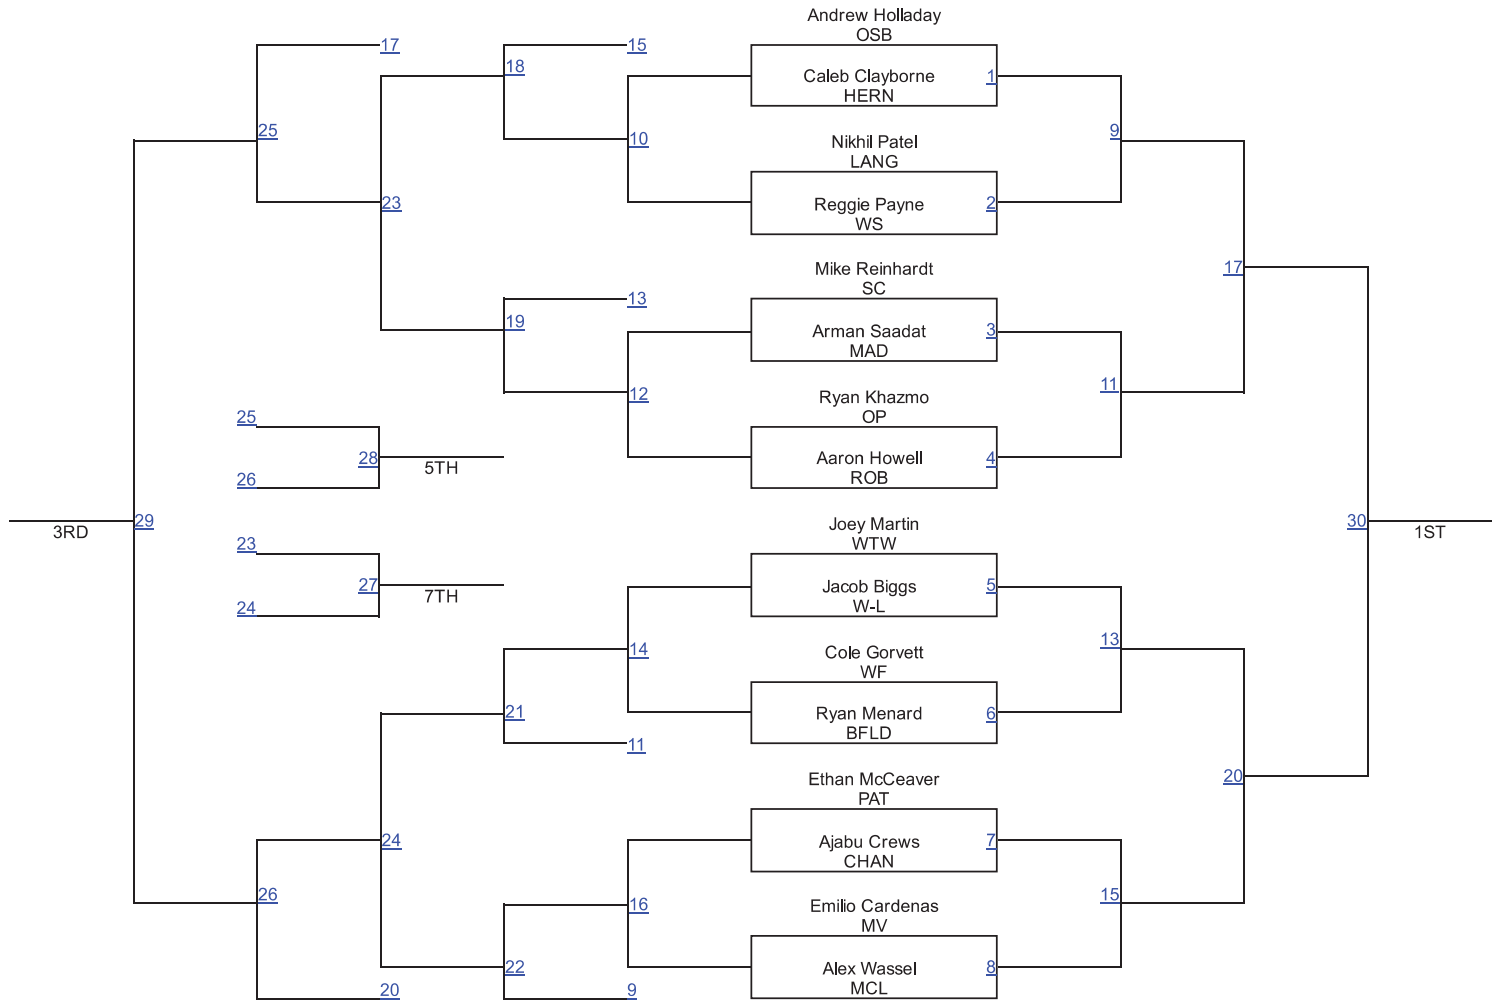 Andrew Holladay
OSB
17
15
18
Caleb Clayborne
1
HERN
25
10
9
Nikhil Patel
LANG
23
Reggie Payne
2
WS
Mike Reinhardt
17
SC
13
19
Arman Saadat
3
MAD
12
11
Ryan Khazmo
OP
25
28
5TH
Aaron Howell
4
26
ROB
29
3RD
Joey Martin
30
1ST
23
WTW
27
7TH
Jacob Biggs
5
24
W-L
14
13
Cole Gorvett
WF
21
Ryan Menard
6
BFLD
11
Ethan McCeaver
20
PAT
24
Ajabu Crews
7
CHAN
26
16
15
Emilio Cardenas
MV
22
Alex Wassel
8
MCL
20
9